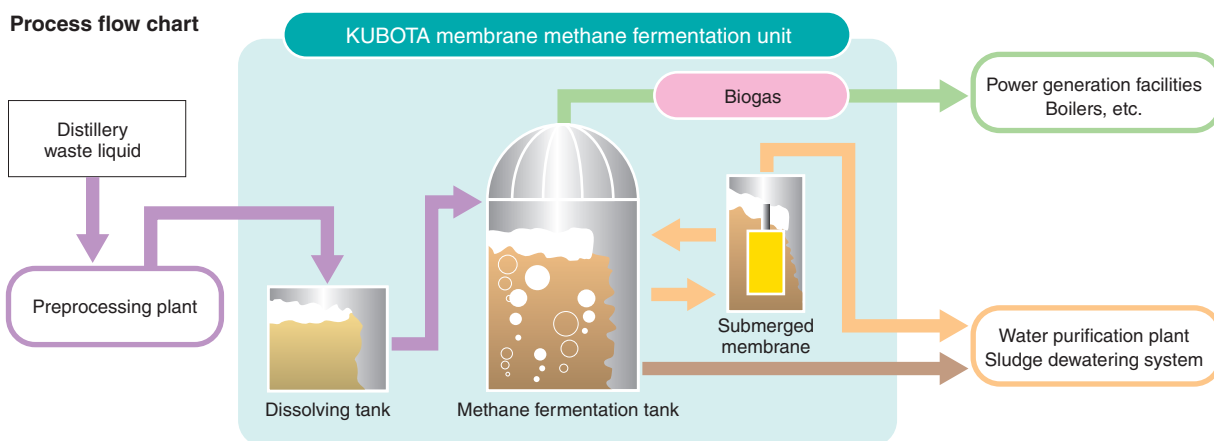 Process flow chart
KUBOTA membrane methane fermentation unit
Biogas
Power generation facilities
Boilers, etc.
Distillery
waste liquid
Preprocessing plant
Submerged
membrane
Water purification plant
Sludge dewatering system
Dissolving tank
Methane fermentation tank